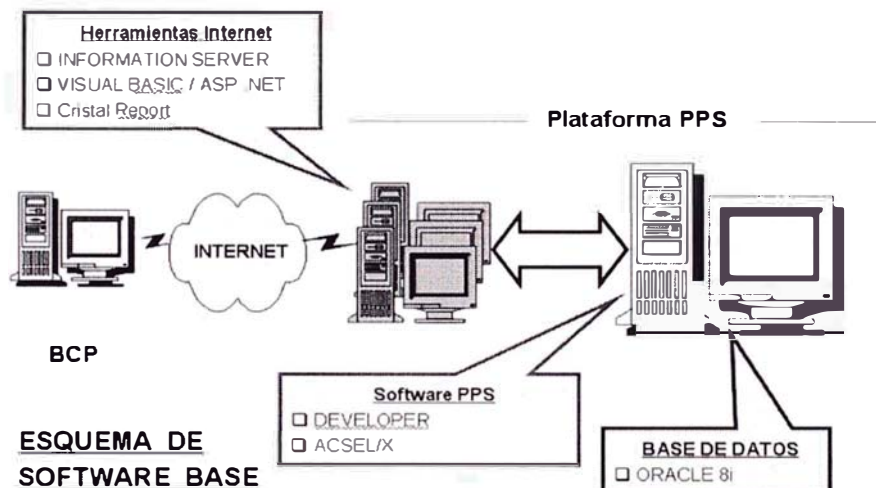 Herramientas Internet
❑ INFORMATION SERVER
❑ VISUAL BASIC / ASP .NET
❑ Cristal Report
Plataforma PPS
INTERNET
BCP
Software PPS
❑ DEVELOPER
❑ ACSEL/X
BASE DE DATOS
❑ ORACLE 8i
ESQUEMA DE
SOFTWARE BASE